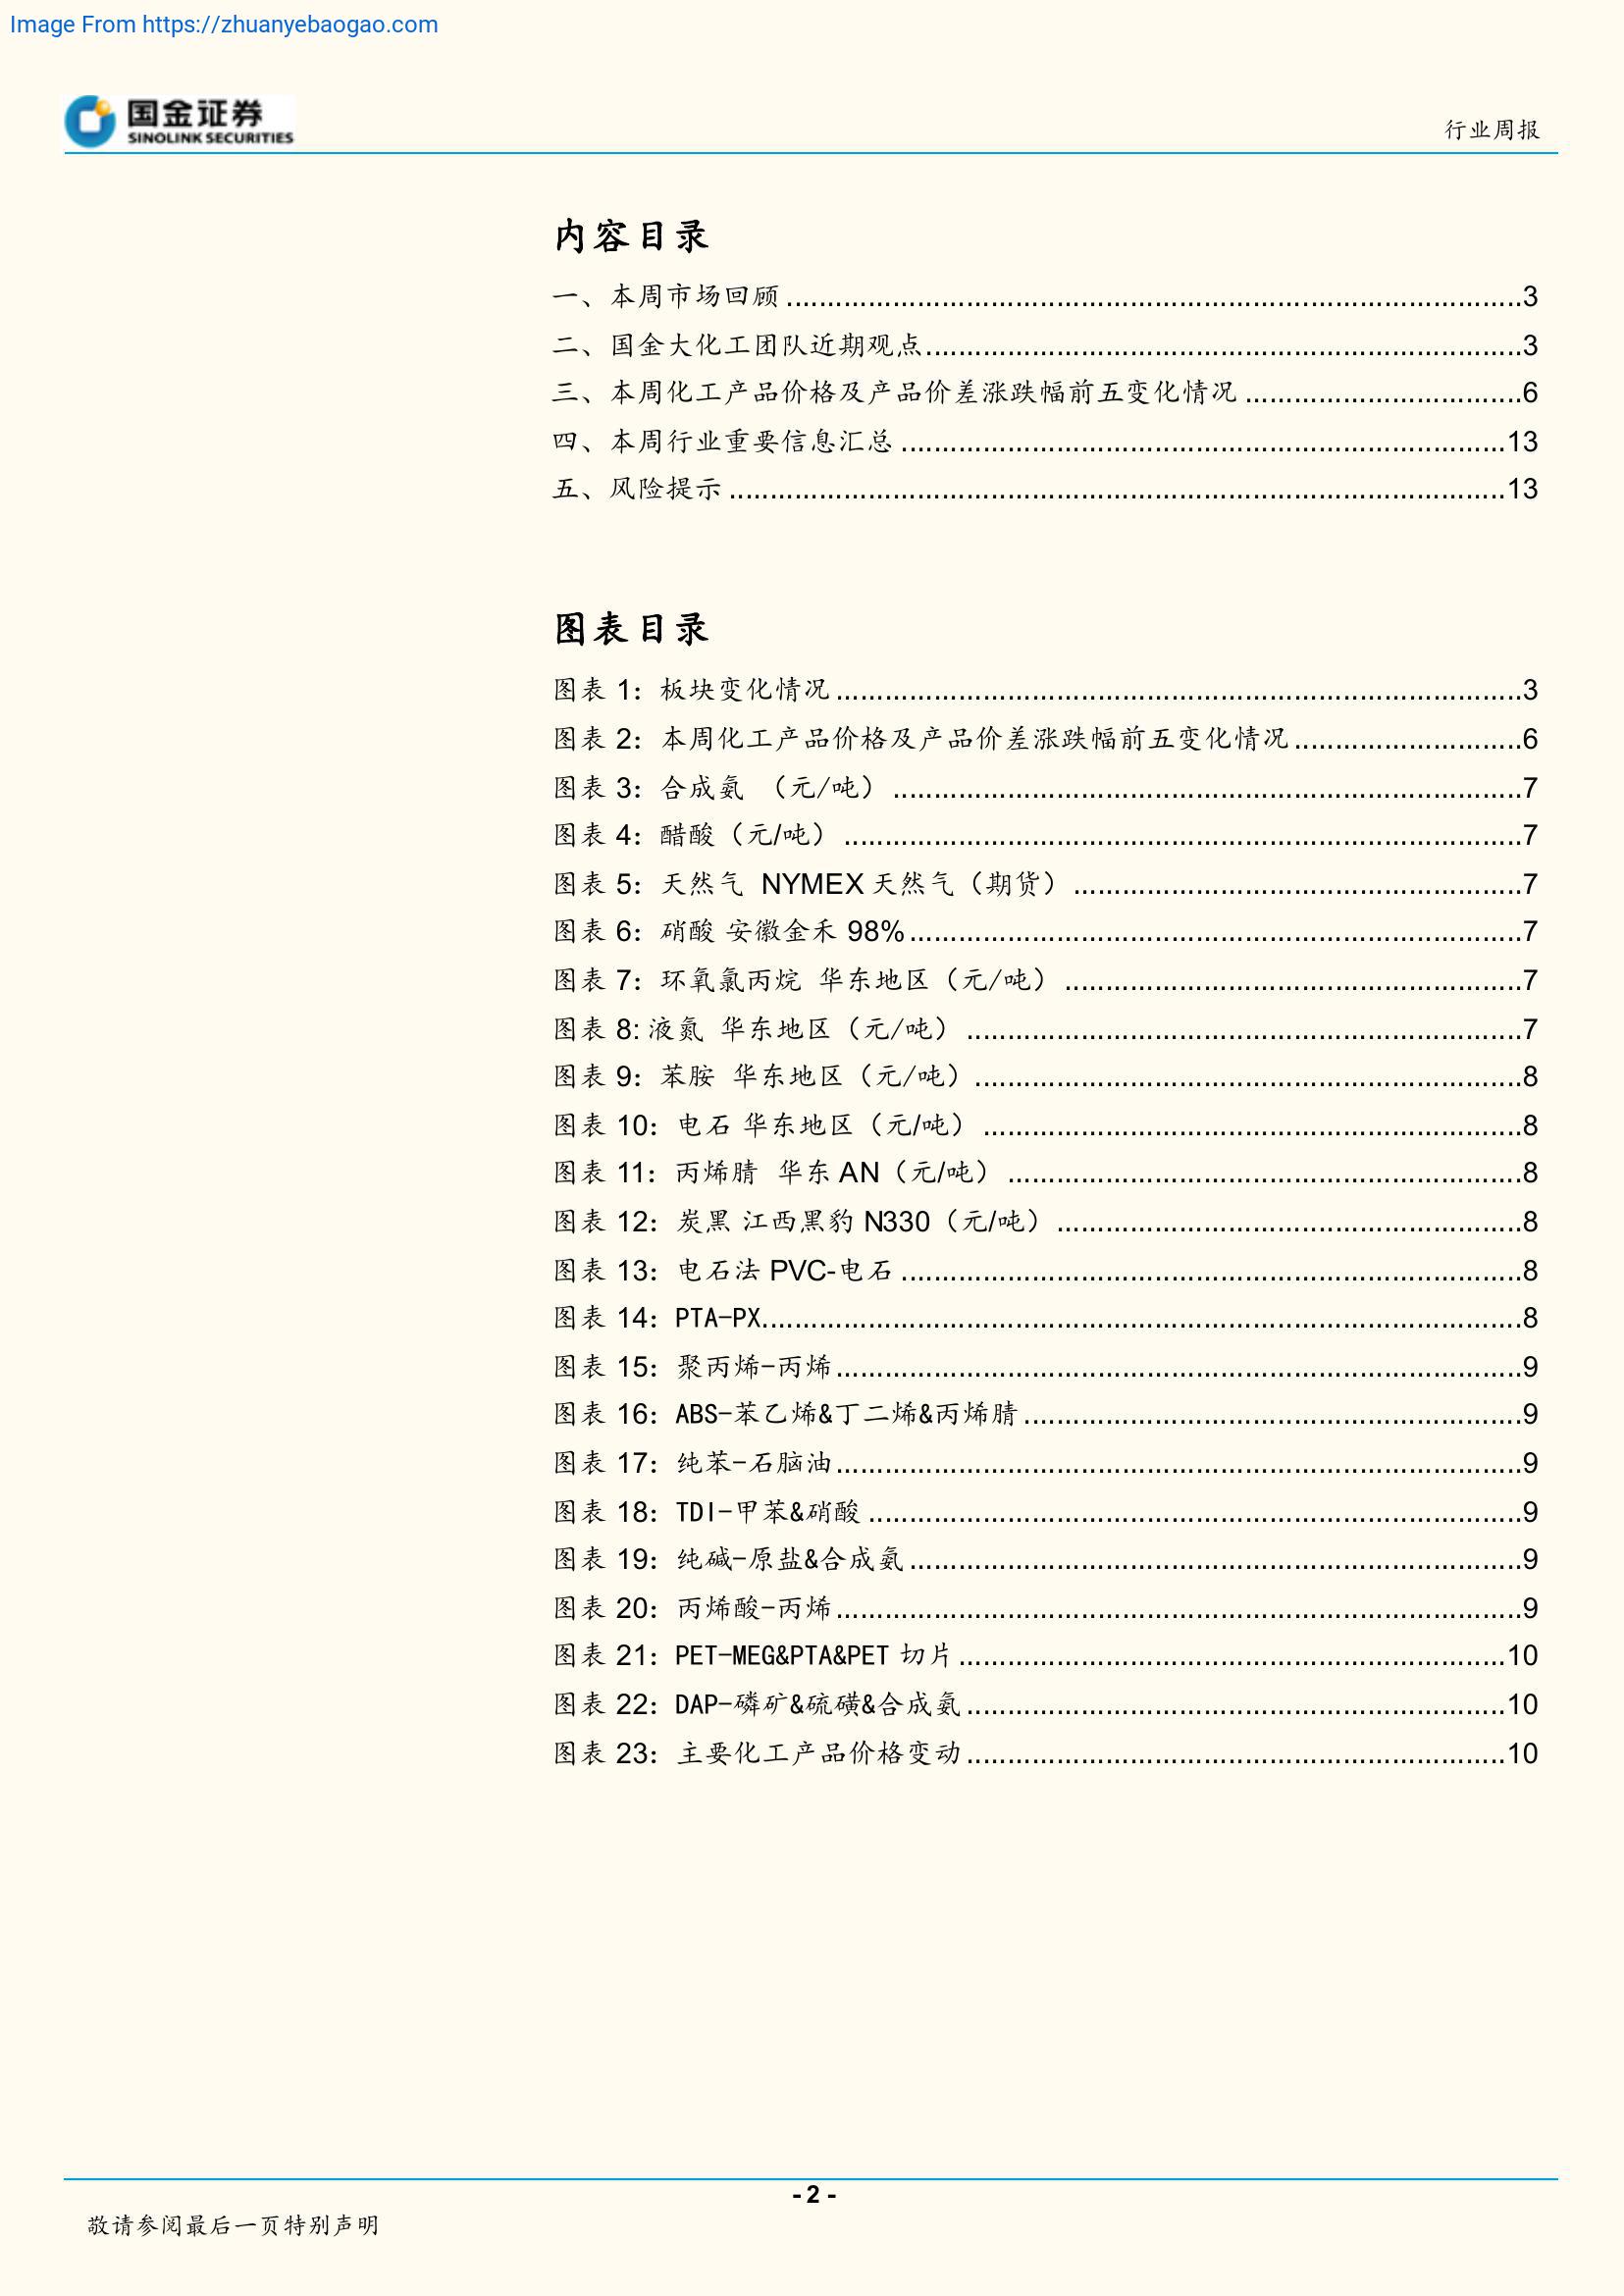 Image From https://zhuanyebaogao.com
国金证券
SINOLINK SECURITIES
行业周报
内容目录
一、本周市场回顾..........3
二、国金大化工团队近期观点..........3
三、本周化工产品价格及产品价差涨跌幅前五变化情况..........6
四、本周行业重要信息汇总..........13
五、风险提示..........13
图表目录
图表 1：板块变化情况..........3
图表 2：本周化工产品价格及产品价差涨跌幅前五变化情况..........6
图表 3：合成氨 （元/吨）..........7
图表 4：醋酸（元/吨）..........7
图表 5：天然气 NYMEX 天然气（期货）..........7
图表 6：硝酸 安徽金禾 98%..........7
图表 7：环氧氯丙烷 华东地区（元/吨）..........7
图表 8: 液氮 华东地区（元/吨）..........7
图表 9：苯胺 华东地区（元/吨）..........8
图表 10：电石 华东地区（元/吨）..........8
图表 11：丙烯腈 华东 AN（元/吨）..........8
图表 12：炭黑 江西黑豹 N330（元/吨）..........8
图表 13：电石法 PVC-电石..........8
图表 14：PTA-PX..........8
图表 15：聚丙烯-丙烯..........9
图表 16：ABS-苯乙烯&丁二烯&丙烯腈..........9
图表 17：纯苯-石脑油..........9
图表 18：TDI-甲苯&硝酸..........9
图表 19：纯碱-原盐&合成氨..........9
图表 20：丙烯酸-丙烯..........9
图表 21：PET-MEG&PTA&PET 切片..........10
图表 22：DAP-磷矿&硫磺&合成氨..........10
图表 23：主要化工产品价格变动..........10
- 2 -
敬请参阅最后一页特别声明